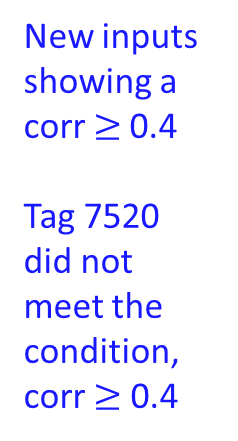 New inputs
showing a
corr ≥ 0.4
Tag 7520
did not
meet the
condition,
corr ≥ 0.4